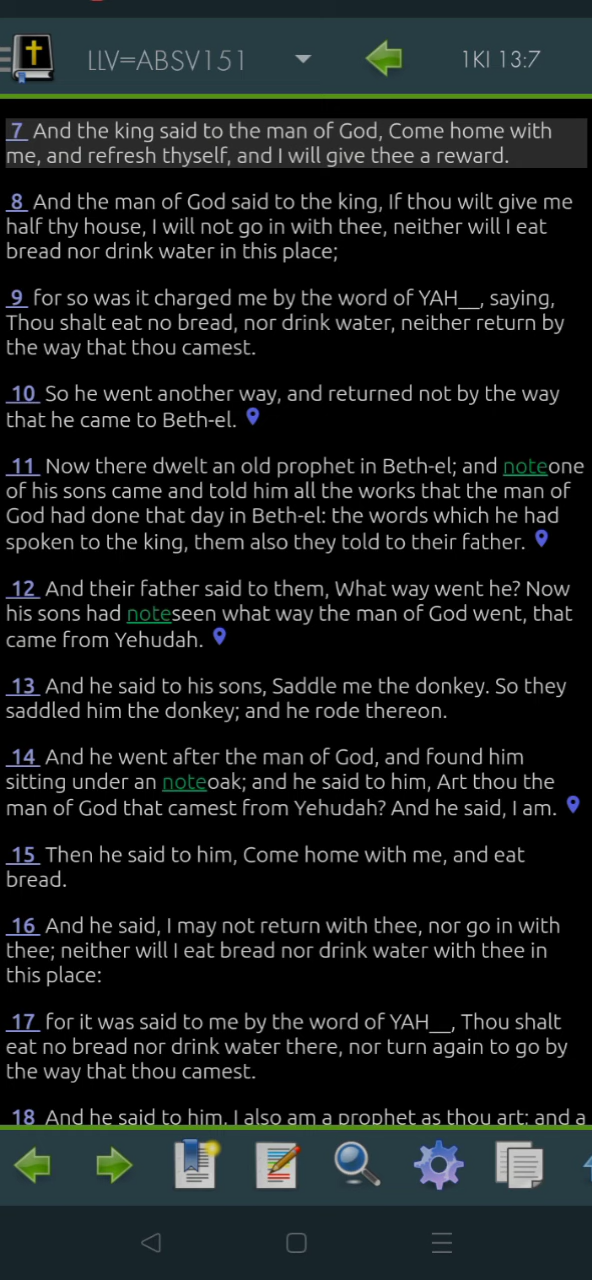 LLV=ABSV151 1KI 13:7
7 And the king said to the man of God, Come home with
me, and refresh thyself, and I will give thee a reward.
8 And the man of God said to the king, If thou wilt give me
half thy house, I will not go in with thee, neither will I eat
bread nor drink water in this place;
9 for so was it charged me by the word of YAH__, saying,
Thou shalt eat no bread, nor drink water, neither return by
the way that thou camest.
10 So he went another way, and returned not by the way
that he came to Beth-el.
11 Now there dwelt an old prophet in Beth-el; and noteone
of his sons came and told him all the works that the man of
God had done that day in Beth-el: the words which he had
spoken to the king, them also they told to their father.
12 And their father said to them, What way went he? Now
his sons had noteseen what way the man of God went, that
came from Yehudah.
13 And he said to his sons, Saddle me the donkey. So they
saddled him the donkey; and he rode thereon.
14 And he went after the man of God, and found him
sitting under an noteoak; and he said to him, Art thou the
man of God that camest from Yehudah? And he said, I am.
15 Then he said to him, Come home with me, and eat
bread.
16 And he said, I may not return with thee, nor go in with
thee; neither will I eat bread nor drink water with thee in
this place:
17 for it was said to me by the word of YAH__, Thou shalt
eat no bread nor drink water there, nor turn again to go by
the way that thou camest.
18 And he said to him, I also am a prophet as thou art; and a